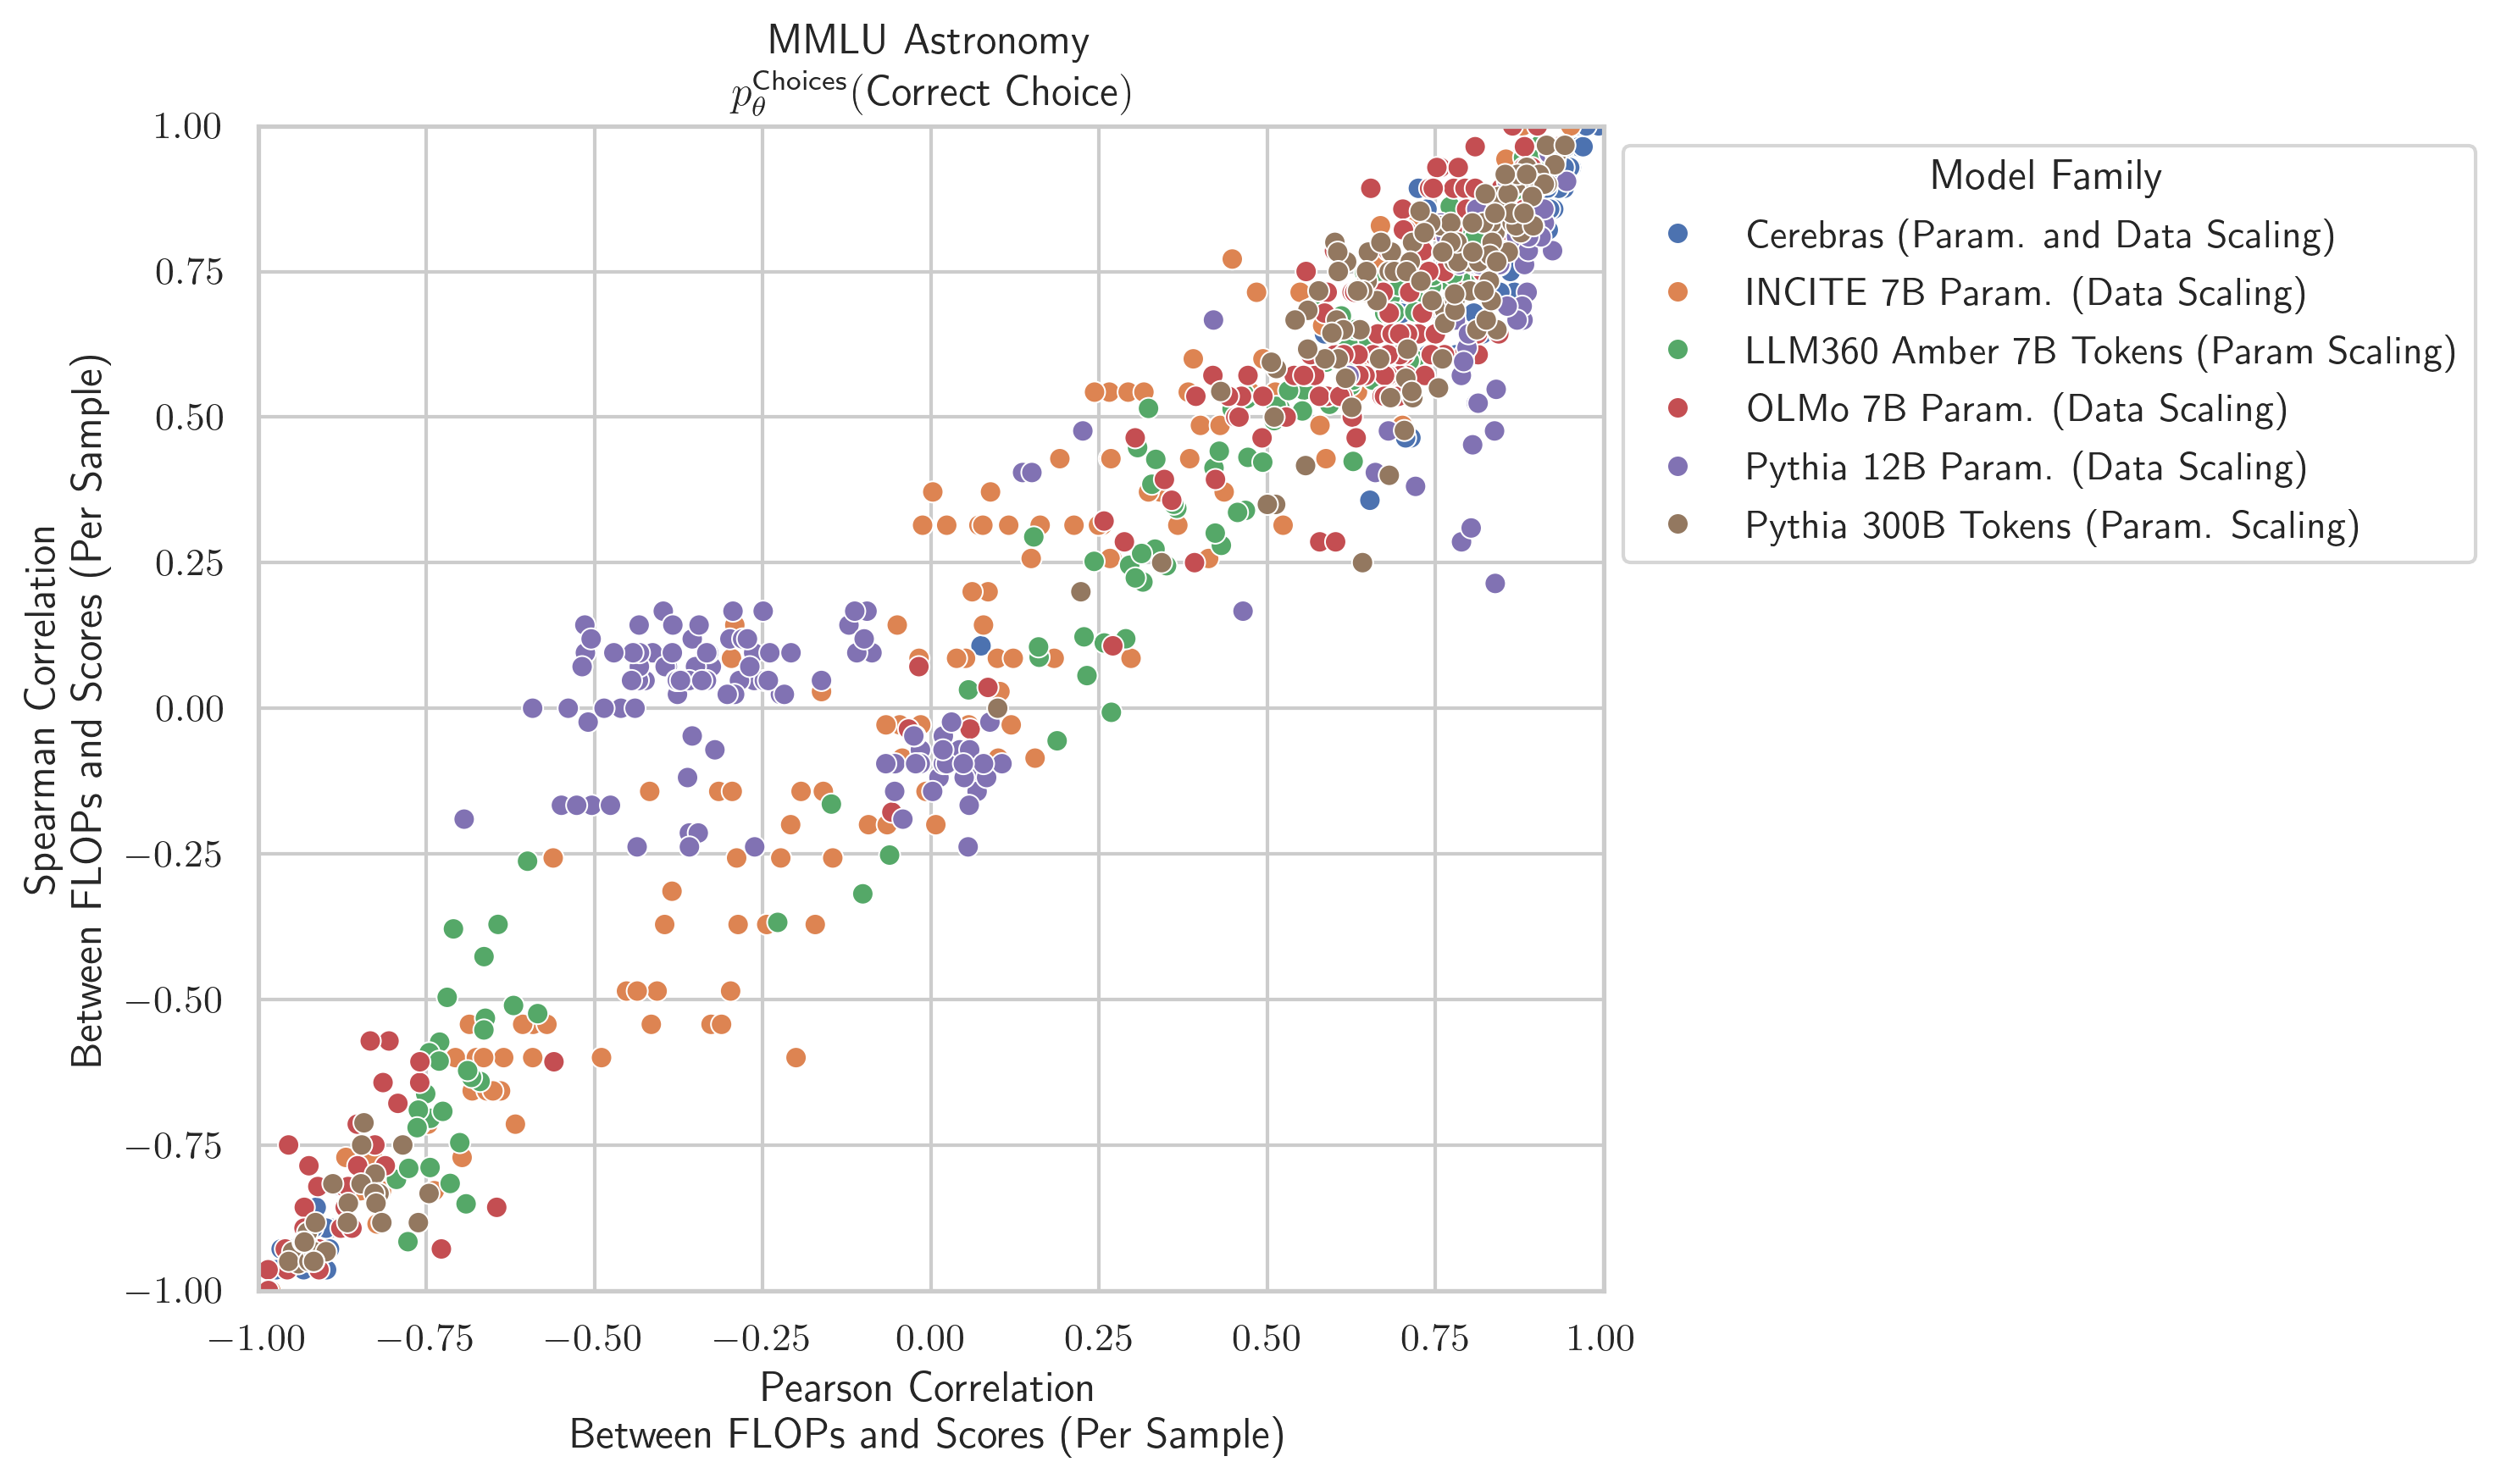 MMLU Astronomy
p_θ^Choices(Correct Choice)
Spearman Correlation
Between FLOPs and Scores (Per Sample)
1.00
0.75
0.50
0.25
0.00
−0.25
−0.50
−0.75
−1.00
−1.00 −0.75 −0.50 −0.25 0.00 0.25 0.50 0.75 1.00
Pearson Correlation
Between FLOPs and Scores (Per Sample)
Model Family
Cerebras (Param. and Data Scaling)
INCITE 7B Param. (Data Scaling)
LLM360 Amber 7B Tokens (Param Scaling)
OLMo 7B Param. (Data Scaling)
Pythia 12B Param. (Data Scaling)
Pythia 300B Tokens (Param. Scaling)